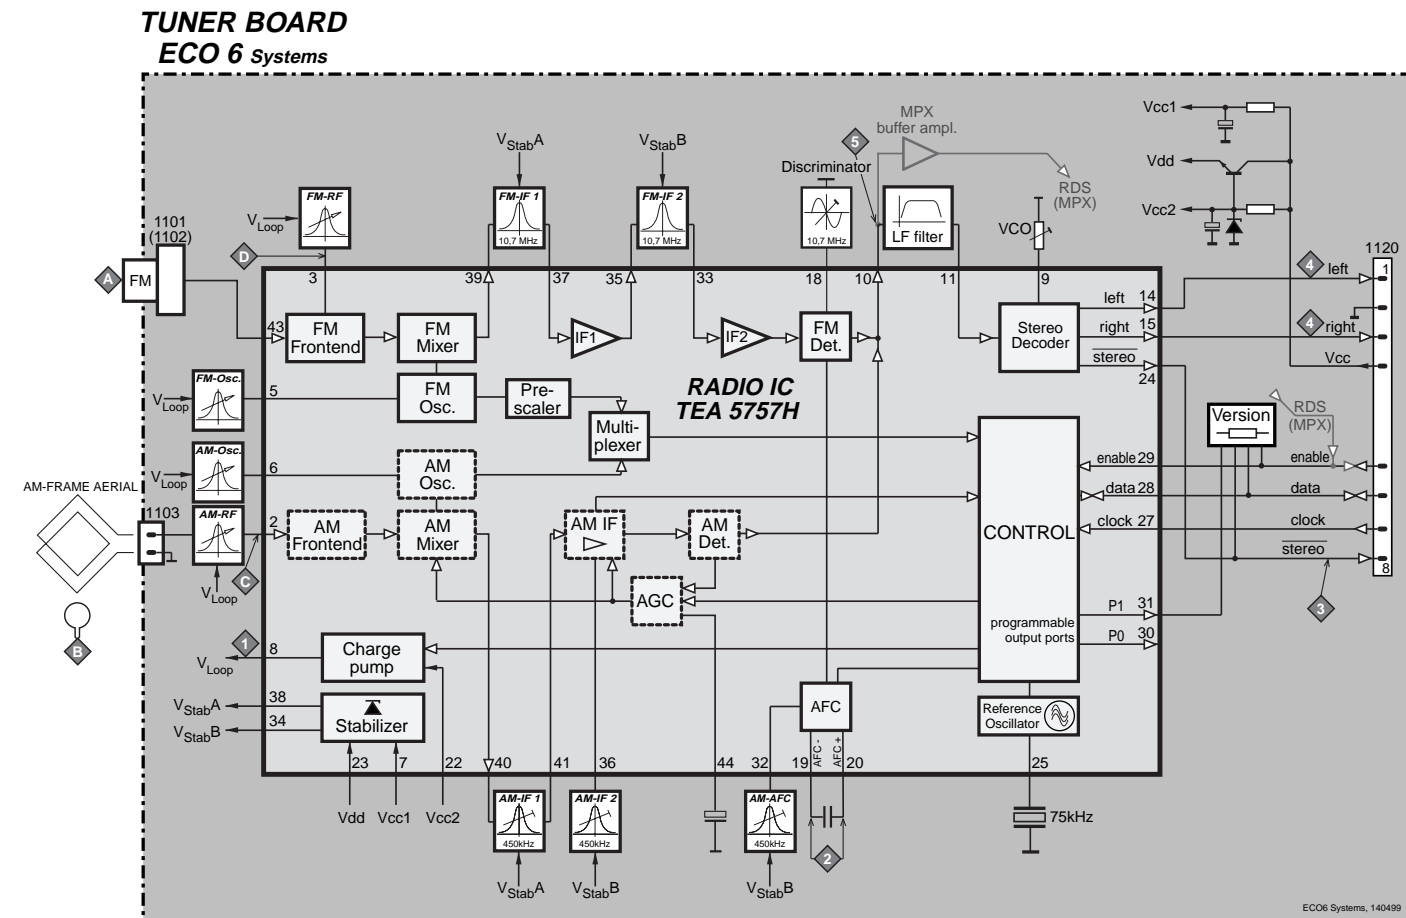 TUNER BOARD
ECO 6 Systems
Vcc1
Vdd
Vcc2
MPX
buffer ampl.
5
RDS
(MPX)
VStabA
VStabB
Discriminator
FM-RF
VLoop
FM-IF 1
10,7 MHz
FM-IF 2
10,7 MHz
10,7 MHz
LF filter
VCO
1101
(1102)
A
FM
D
3
39
37
35
33
18
10
11
9
1120
4
left
1
4
right
Vcc
43
FM
Frontend
FM
Mixer
IF1
IF2
FM
Det.
Stereo
Decoder
left
14
right
15
stereo
24
FM-Osc.
VLoop
5
FM
Osc.
Pre-
scaler
Multi-
plexer
RADIO IC
TEA 5757H
Version
RDS
(MPX)
AM-Osc.
VLoop
6
AM
Osc.
enable
29
enable
data
28
data
clock
27
clock
stereo
8
3
AM-FRAME AERIAL
1103
AM-RF
2
C
VLoop
B
AM
Frontend
AM
Mixer
AM IF
AM
Det.
AGC
CONTROL
programmable
output ports
P1
31
P0
30
1
8
VLoop
Charge
pump
38
VStabA
34
VStabB
Stabilizer
AFC
AFC -
AFC +
Reference
Oscillator
23
7
22
40
41
36
44
32
19
20
25
Vdd
Vcc1
Vcc2
AM-IF 1
450kHz
AM-IF 2
450kHz
AM-AFC
450kHz
2
75kHz
VStabA
VStabB
VStabB
ECO6 Systems, 140499